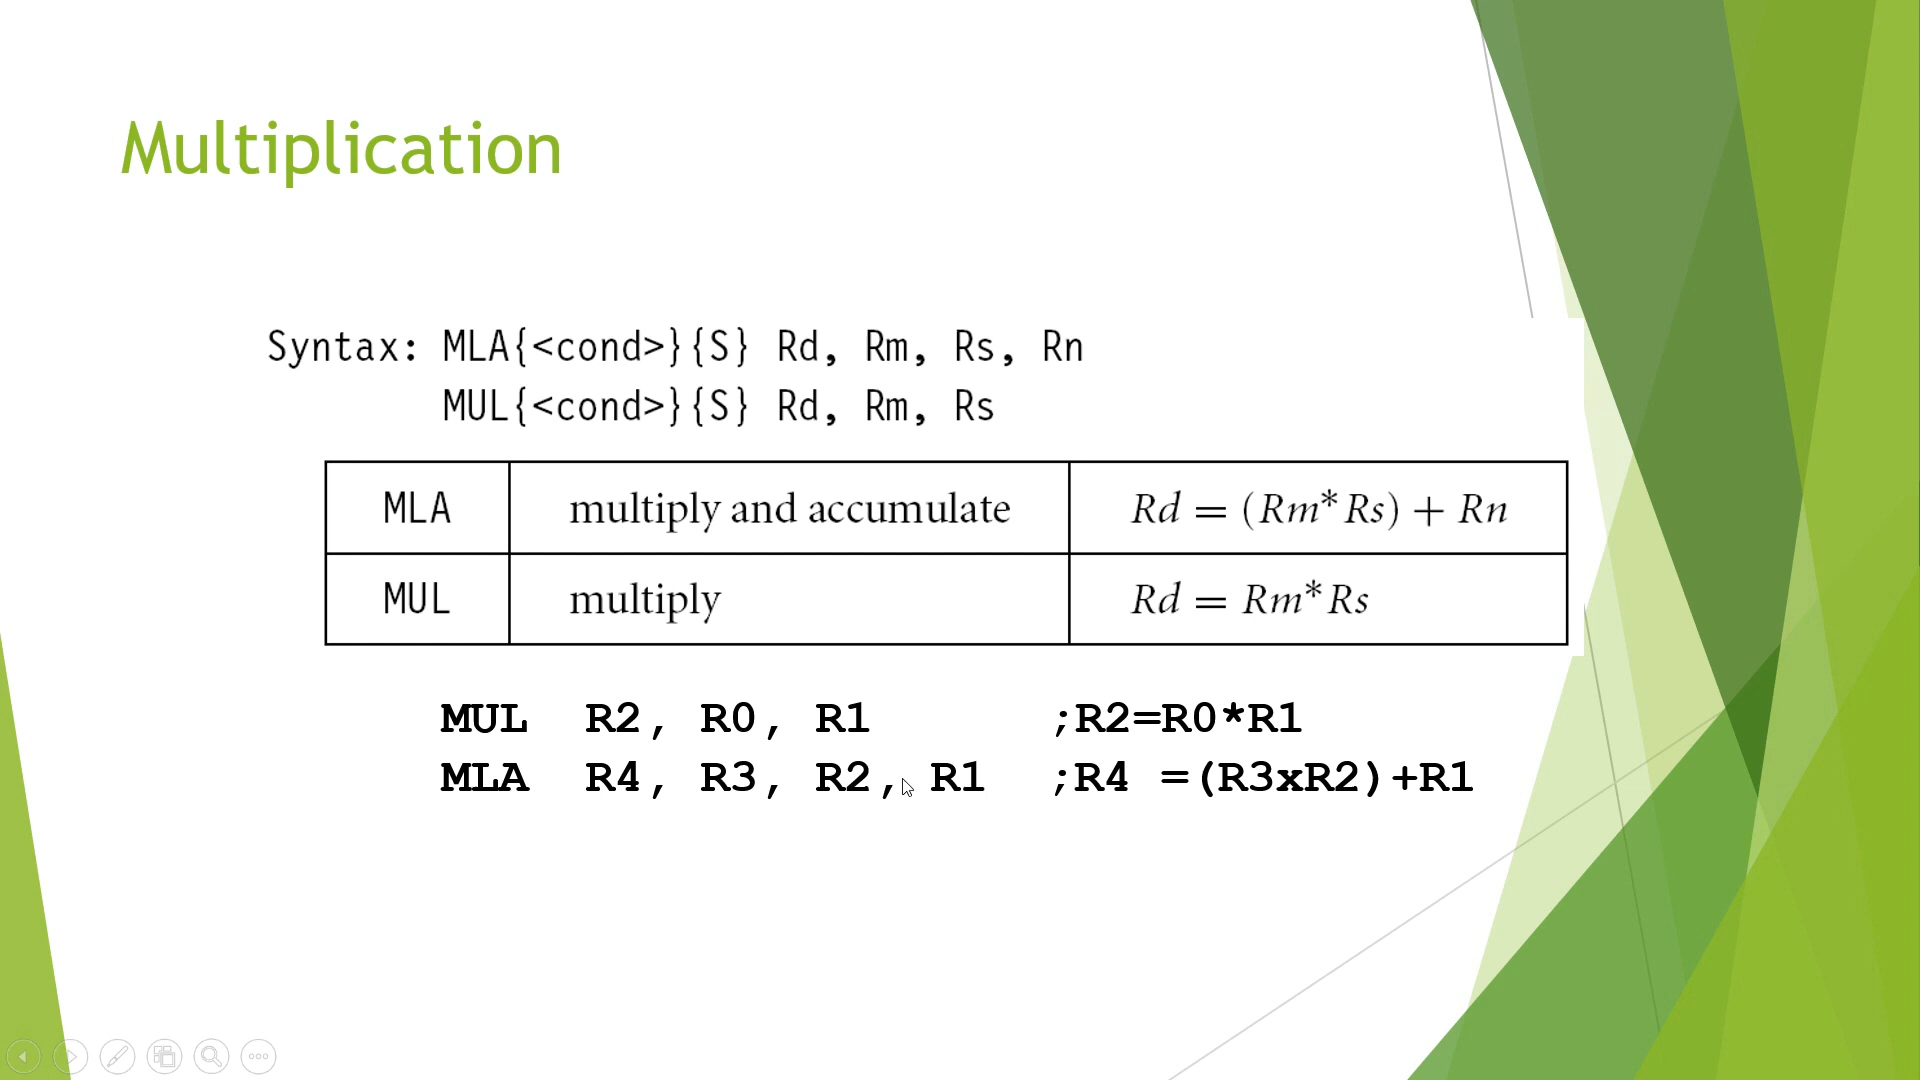 Multiplication
Syntax: MLA{<cond>}{S} Rd, Rm, Rs, Rn
MUL{<cond>}{S} Rd, Rm, Rs
MLA multiply and accumulate Rd = (Rm*Rs) + Rn
MUL multiply Rd = Rm*Rs
MUL R2, R0, R1 ;R2=R0*R1
MLA R4, R3, R2, R1 ;R4 =(R3xR2)+R1